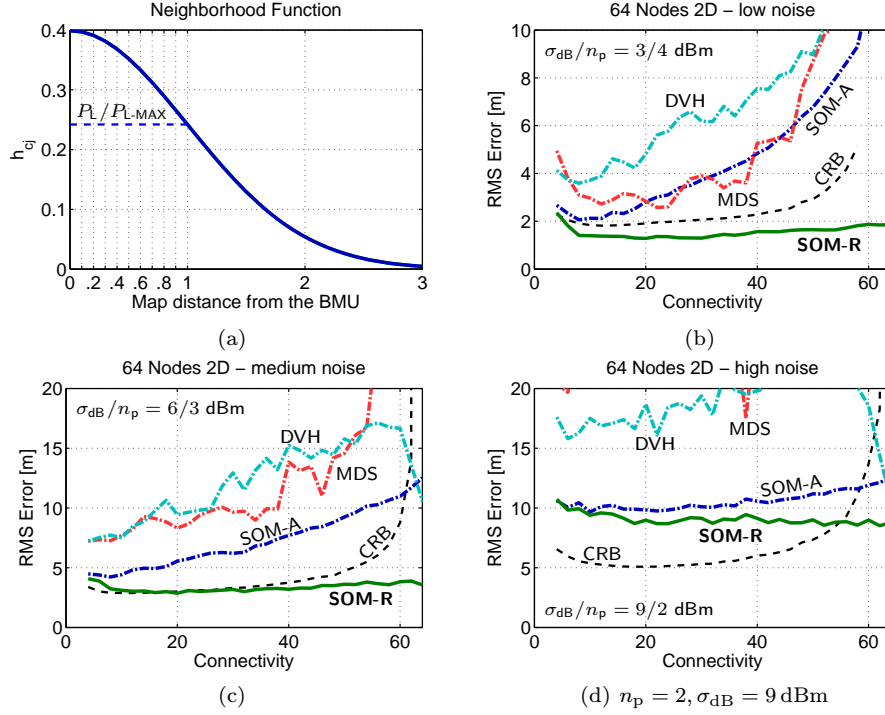 Neighborhood Function
0.4
0.3
0.2
0.1
0
h_cj
P_L/P_L-MAX
0 .2 .4 .6 .8 1 2 3
Map distance from the BMU
(a)
64 Nodes 2D – low noise
10
8
6
4
2
0
RMS Error [m]
σ_dB/n_p = 3/4 dBm
DVH
SOM-A
MDS
CRB
SOM-R
0 20 40 60
Connectivity
(b)
64 Nodes 2D – medium noise
20
15
10
5
0
RMS Error [m]
σ_dB/n_p = 6/3 dBm
DVH
MDS
SOM-A
CRB
SOM-R
0 20 40 60
Connectivity
(c)
64 Nodes 2D – high noise
20
15
10
5
0
RMS Error [m]
MDS
DVH
SOM-A
SOM-R
CRB
σ_dB/n_p = 9/2 dBm
0 20 40 60
Connectivity
(d) n_p = 2, σ_dB = 9 dBm